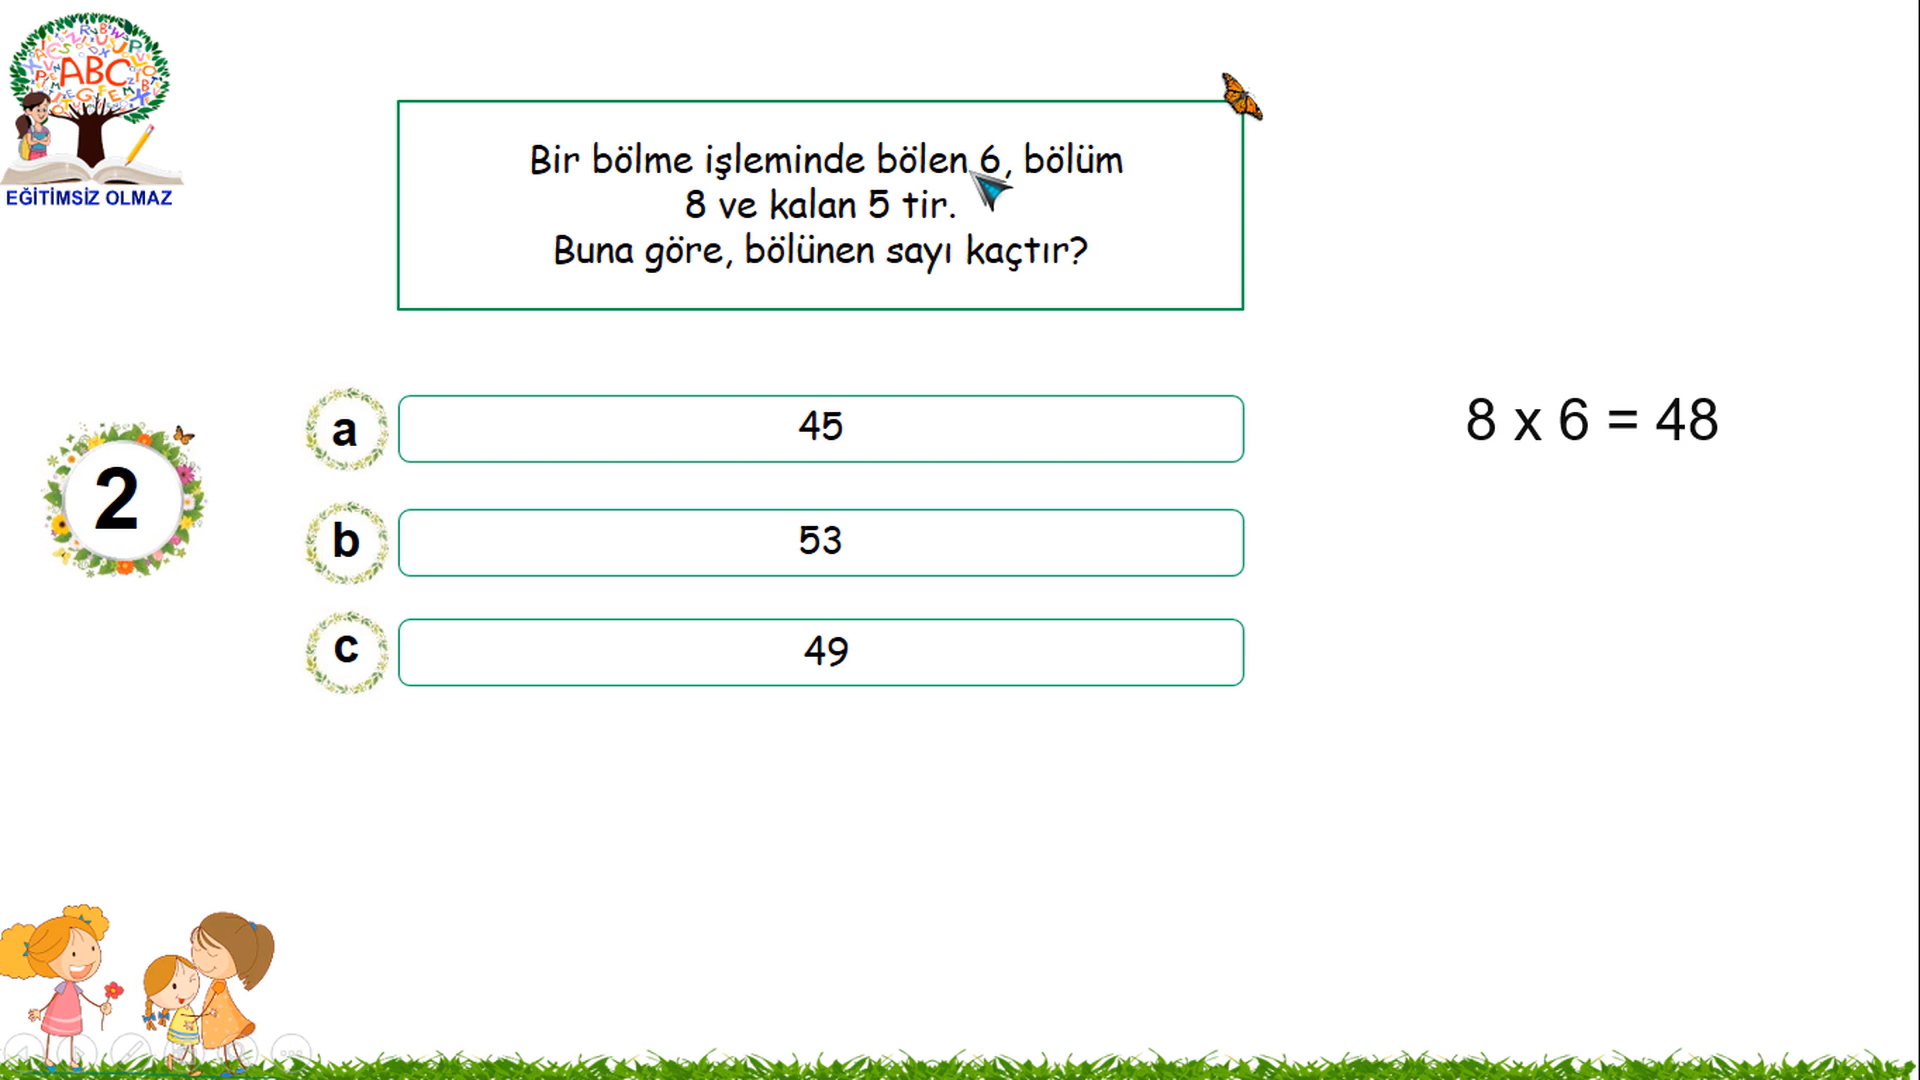 ABC
EĞİTİMSİZ OLMAZ
Bir bölme işleminde bölen 6, bölüm
8 ve kalan 5 tir.
Buna göre, bölünen sayı kaçtır?
2
a
45
8 x 6 = 48
b
53
c
49